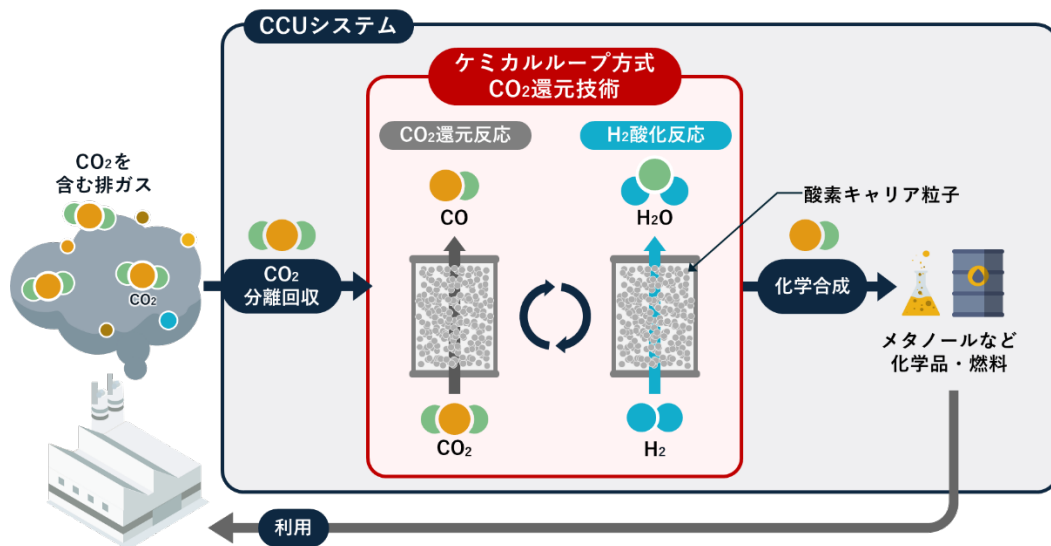 CCUシステム
ケミカルループ方式
CO₂還元技術
CO₂還元反応
H₂酸化反応
CO₂を
含む排ガス
CO
H₂O
酸素キャリア粒子
CO₂
CO₂
分離回収
化学合成
メタノールなど
化学品・燃料
CO₂
H₂
利用